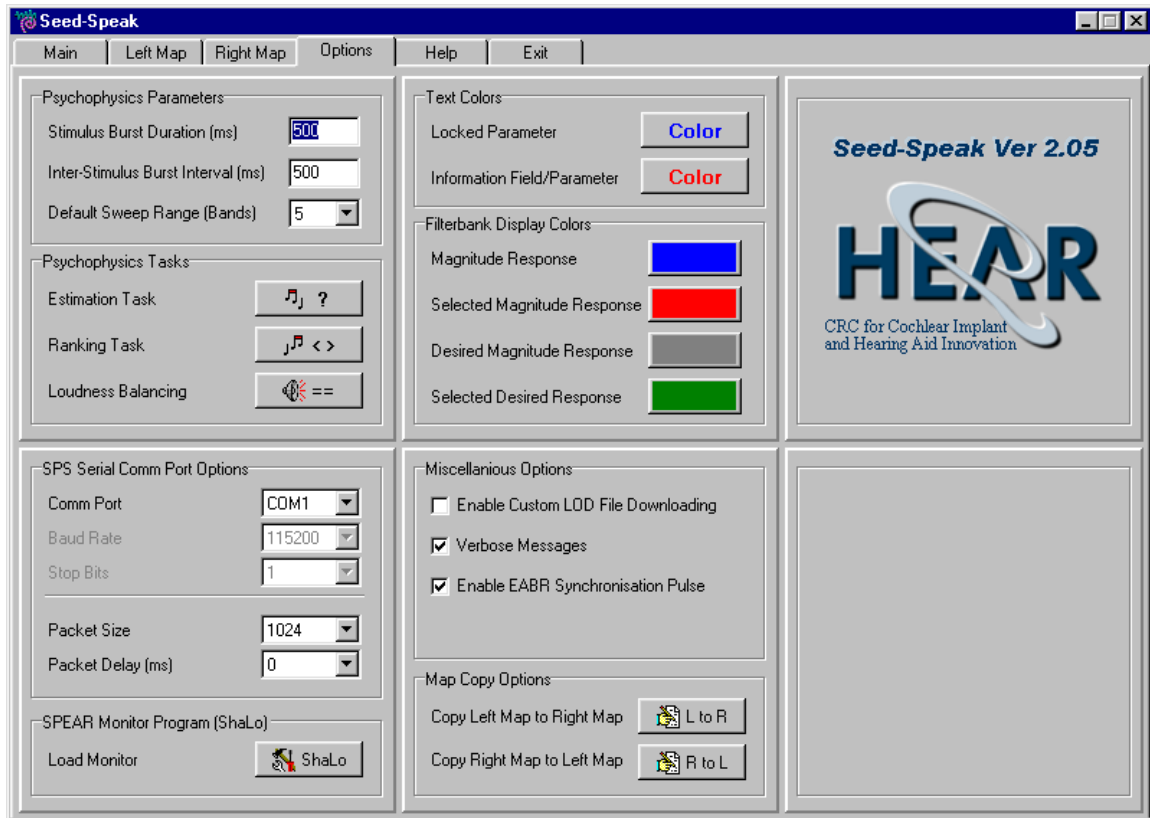 Seed-Speak
Main Left Map Right Map Options Help Exit
Psychophysics Parameters
Stimulus Burst Duration (ms) 500
Inter-Stimulus Burst Interval (ms) 500
Default Sweep Range (Bands) 5
Psychophysics Tasks
Estimation Task ?
Ranking Task < >
Loudness Balancing ==
Text Colors
Locked Parameter Color
Information Field/Parameter Color
Filterbank Display Colors
Magnitude Response
Selected Magnitude Response
Desired Magnitude Response
Selected Desired Response
Seed-Speak Ver 2.05
HEAR
CRC for Cochlear Implant
and Hearing Aid Innovation
SPS Serial Comm Port Options
Comm Port COM1
Baud Rate 115200
Stop Bits 1
Packet Size 1024
Packet Delay (ms) 0
SPEAR Monitor Program (ShaLo)
Load Monitor ShaLo
Miscellanious Options
Enable Custom LOD File Downloading
Verbose Messages
Enable EABR Synchronisation Pulse
Map Copy Options
Copy Left Map to Right Map L to R
Copy Right Map to Left Map R to L